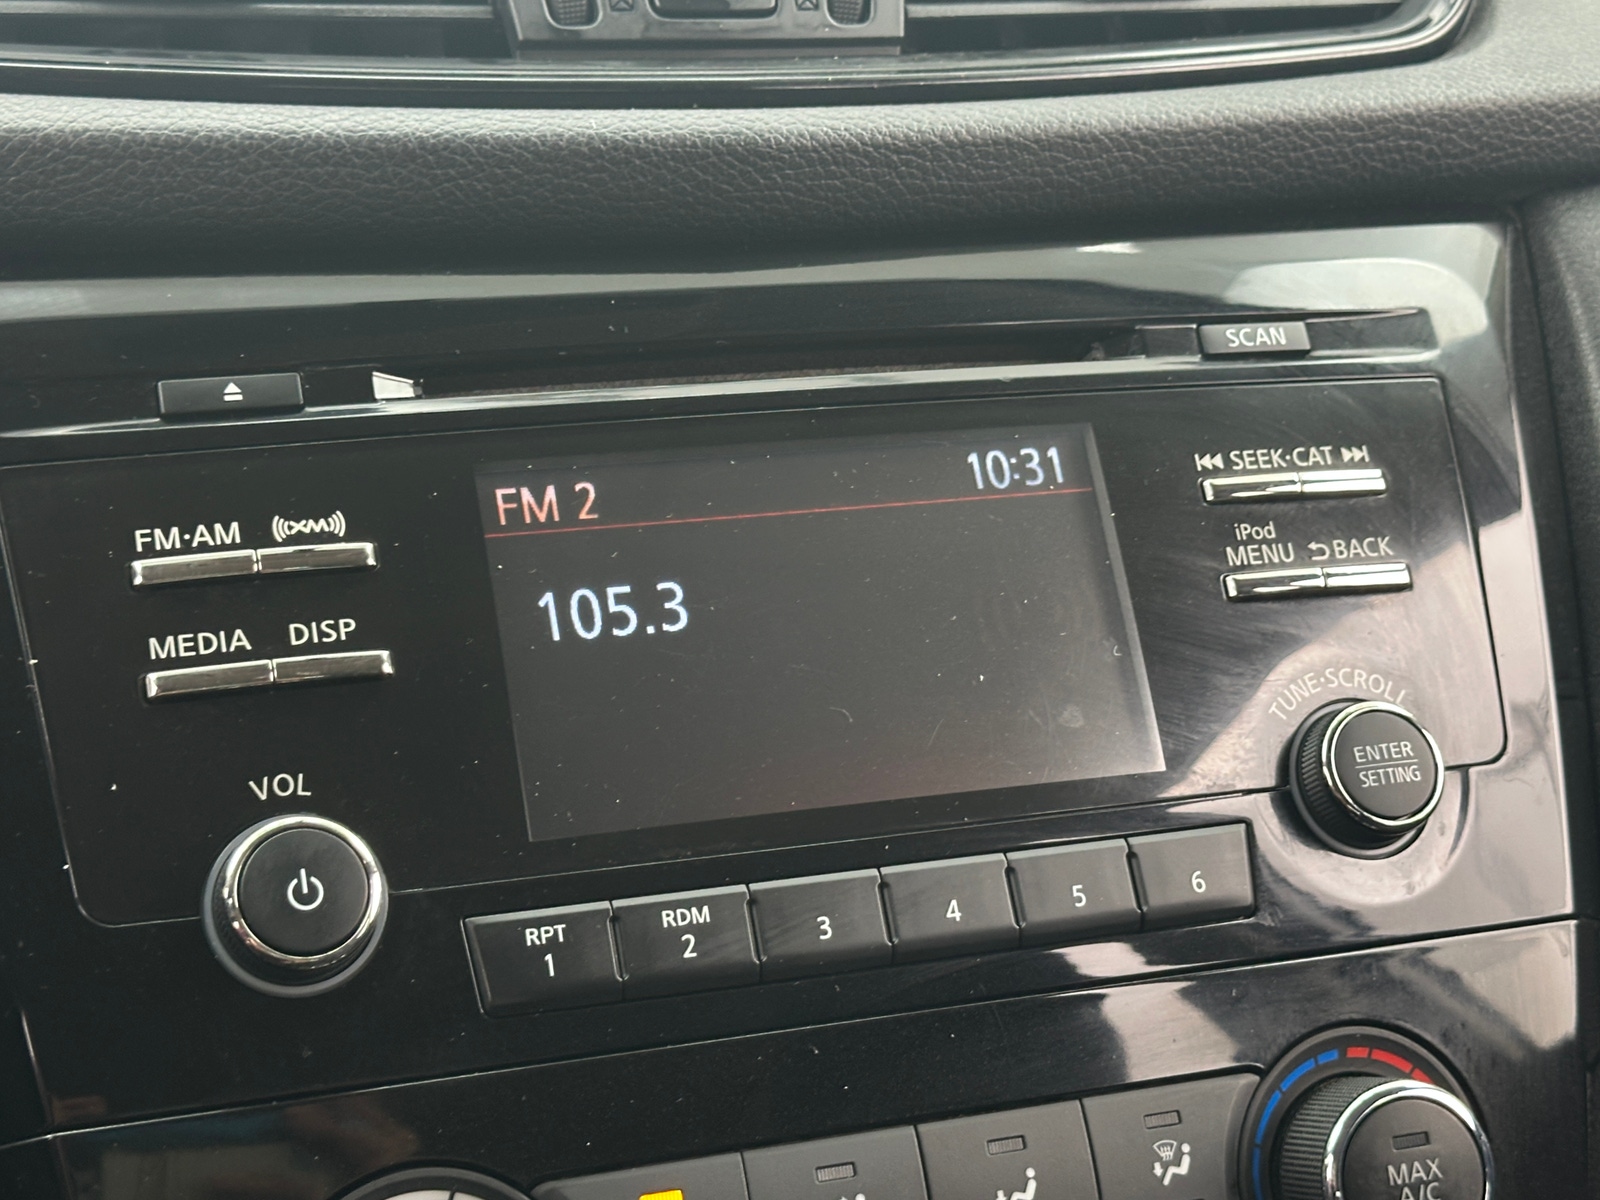 SCAN
FM·AM
XM
SEEK·CAT
FM 2
10:31
iPod
MENU
BACK
105.3
MEDIA
DISP
TUNE·SCROLL
ENTER
SETTING
VOL
RPT
1
RDM
2
3
4
5
6
MAX
A/C